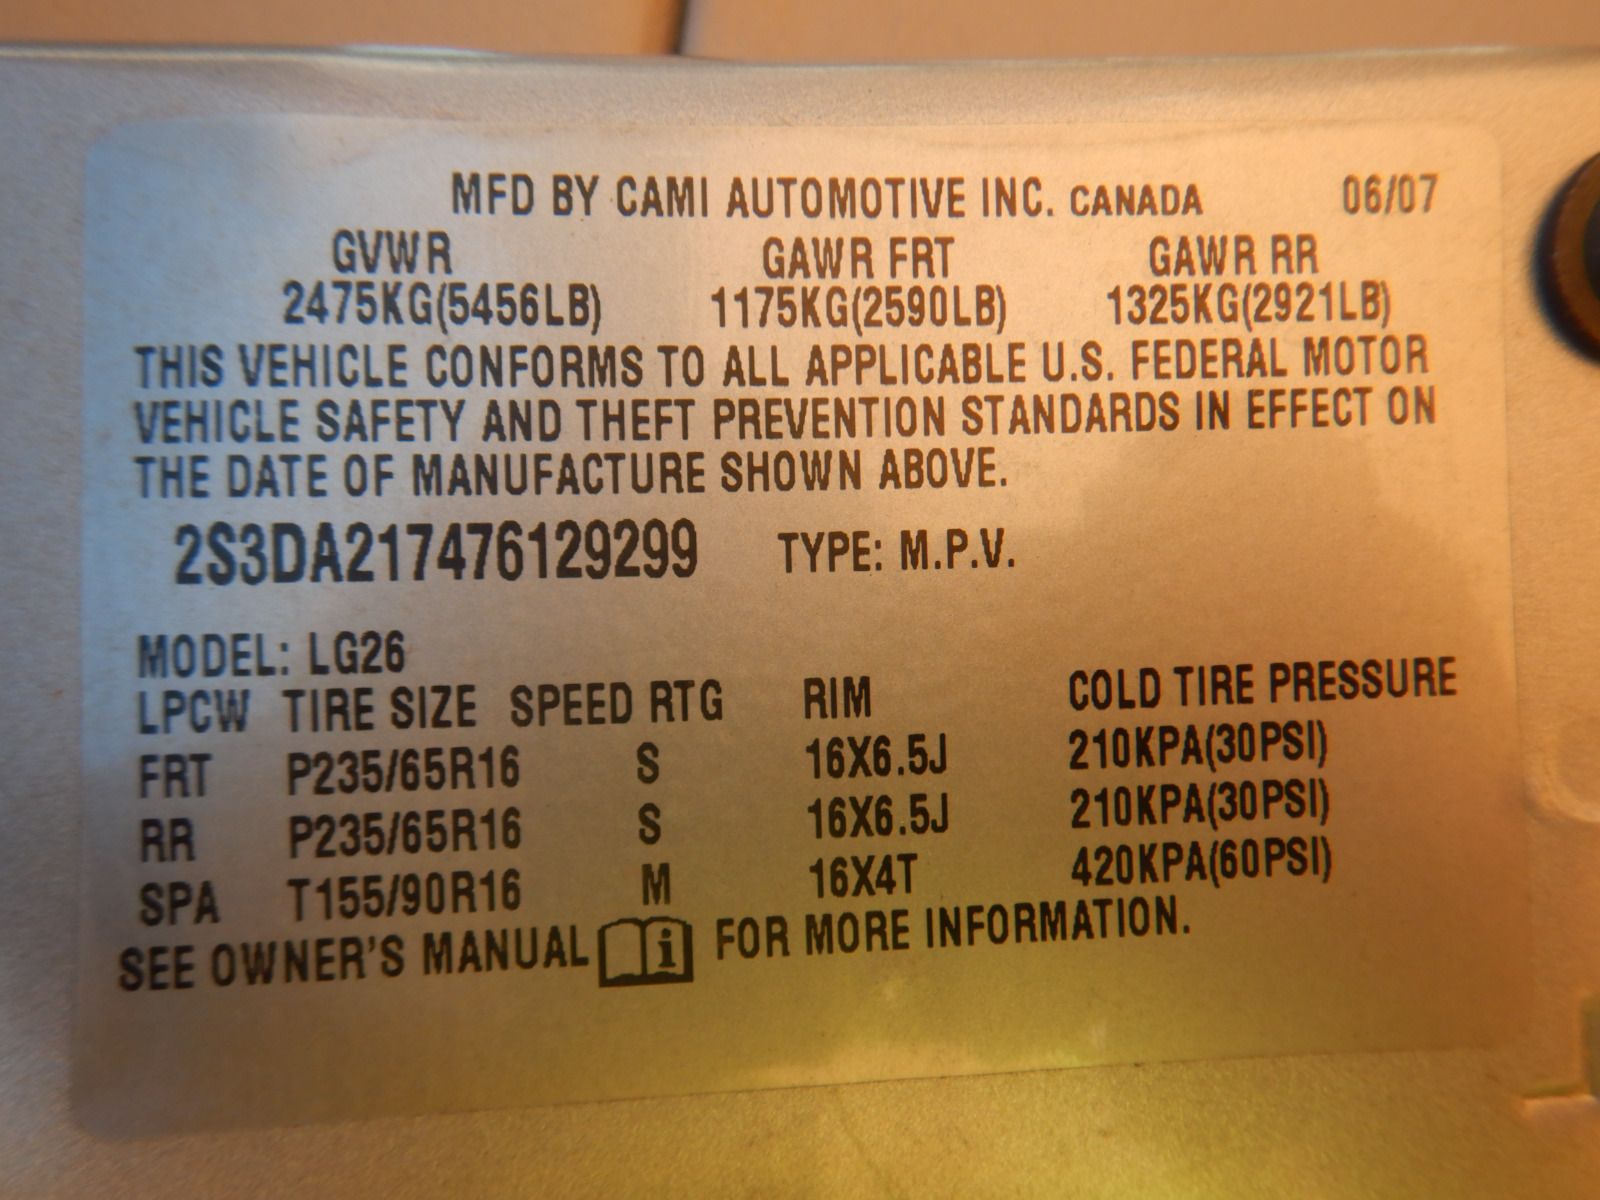 MFD BY CAMI AUTOMOTIVE INC. CANADA 06/07
GVWR GAWR FRT GAWR RR
2475KG(5456LB) 1175KG(2590LB) 1325KG(2921LB)
THIS VEHICLE CONFORMS TO ALL APPLICABLE U.S. FEDERAL MOTOR
VEHICLE SAFETY AND THEFT PREVENTION STANDARDS IN EFFECT ON
THE DATE OF MANUFACTURE SHOWN ABOVE.
2S3DA217476129299 TYPE: M.P.V.
MODEL: LG26
LPCW TIRE SIZE SPEED RTG RIM COLD TIRE PRESSURE
FRT P235/65R16 S 16X6.5J 210KPA(30PSI)
RR P235/65R16 S 16X6.5J 210KPA(30PSI)
SPA T155/90R16 M 16X4T 420KPA(60PSI)
SEE OWNER'S MANUAL i FOR MORE INFORMATION.